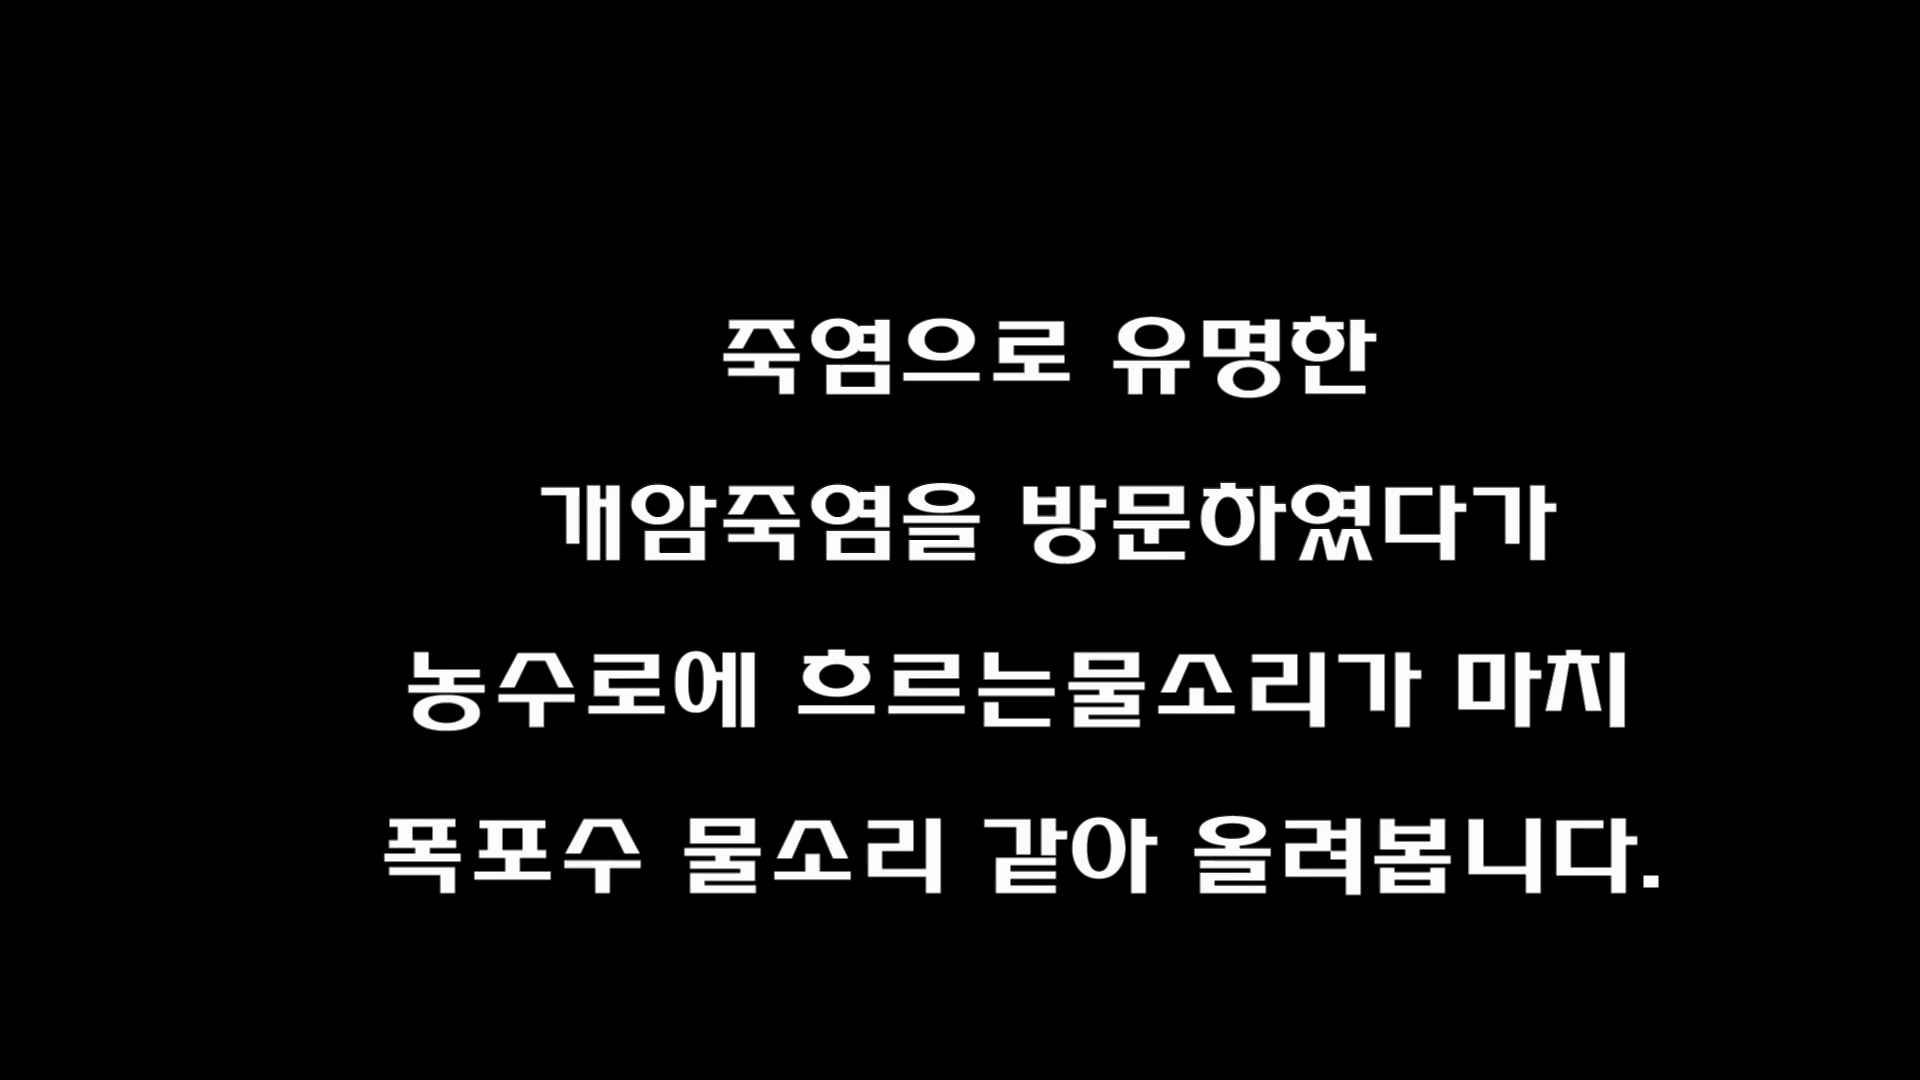 죽염으로 유명한
개암죽염을 방문하였다가
농수로에 흐르는물소리가 마치
폭포수 물소리 같아 올려봅니다.